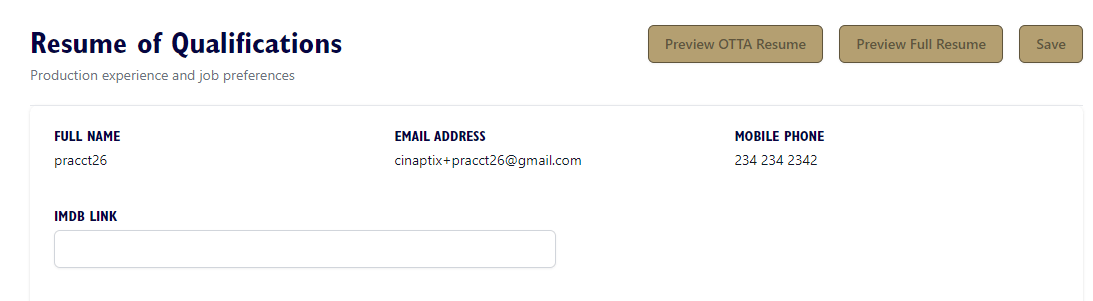 Resume of Qualifications
Preview OTTA Resume
Preview Full Resume
Save
Production experience and job preferences
FULL NAME
EMAIL ADDRESS
MOBILE PHONE
pracct26
cinaptix+pracct26@gmail.com
234 234 2342
IMDB LINK